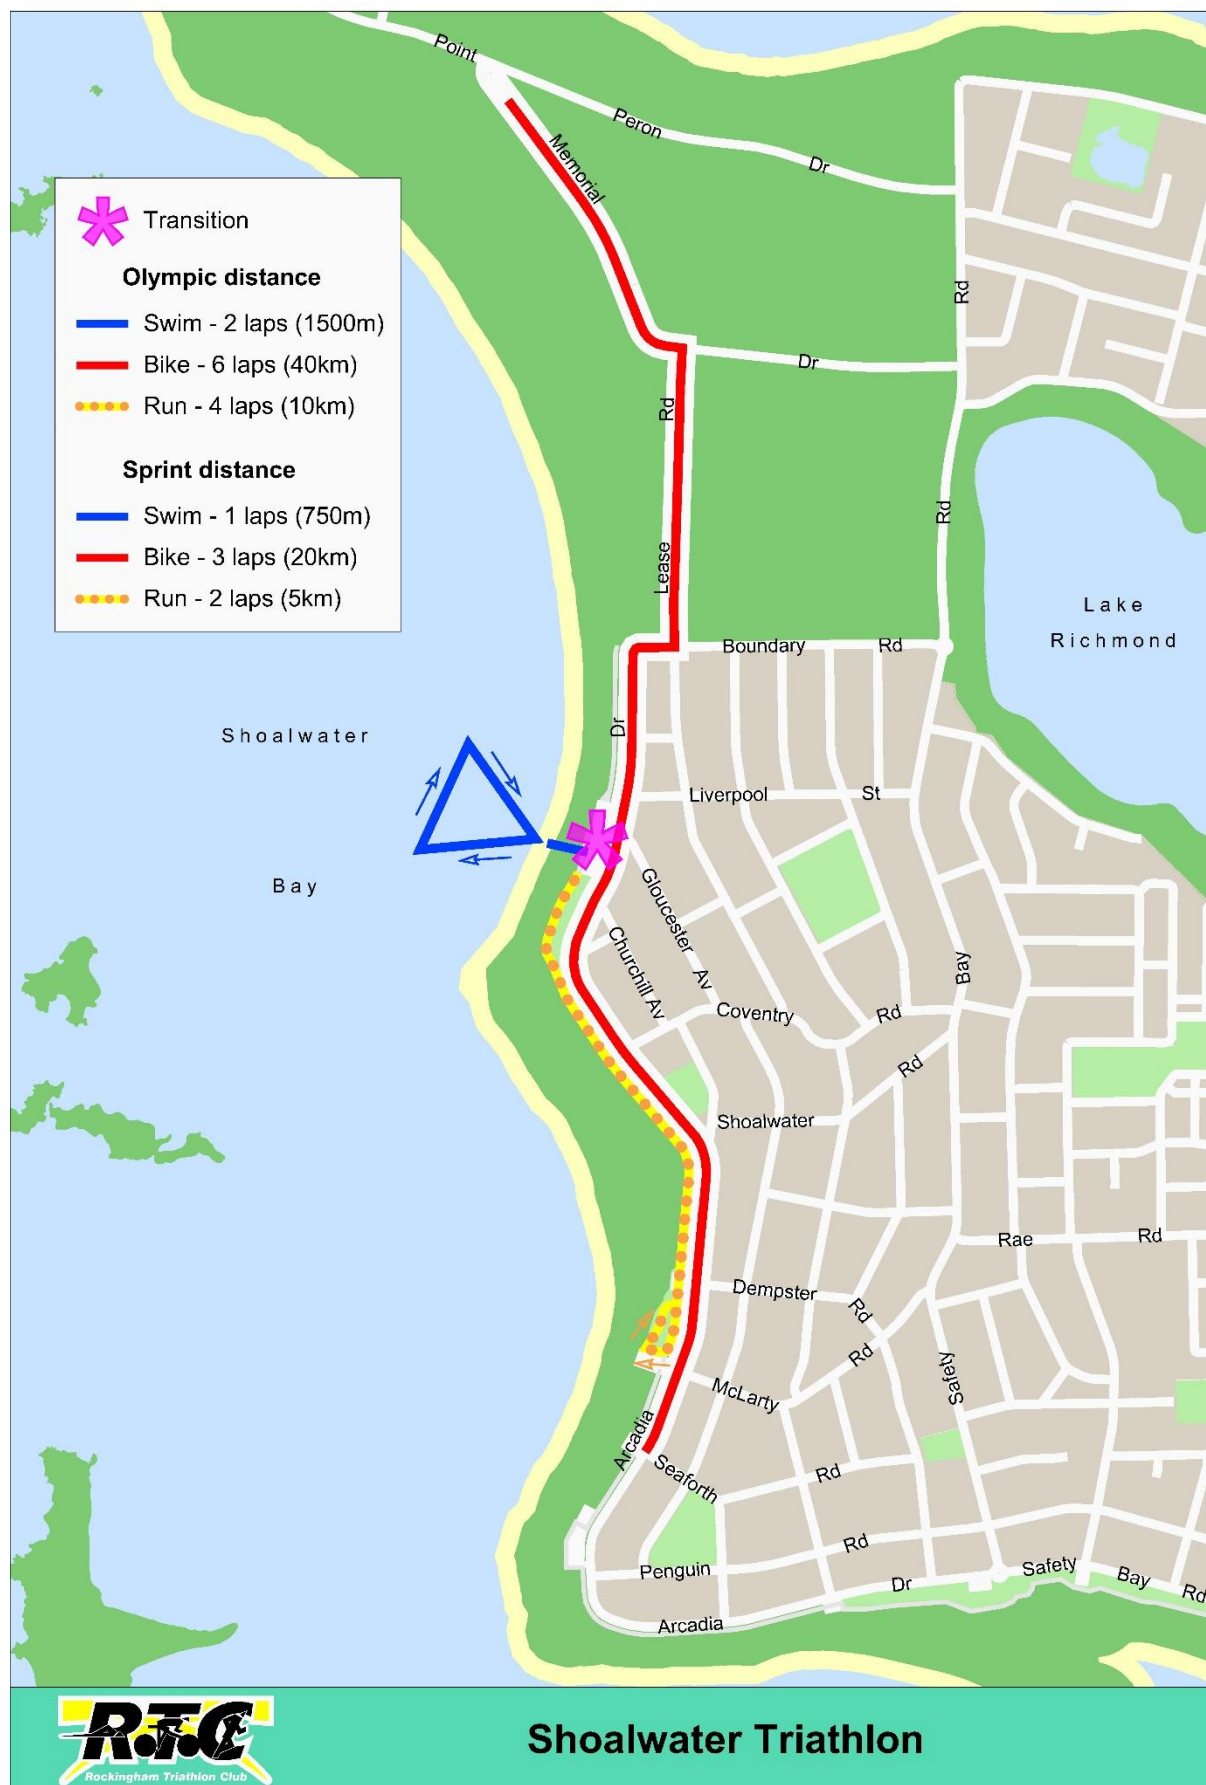 Point
Peron
Dr
Memorial
Transition
Olympic distance
Swim - 2 laps (1500m)
Bike - 6 laps (40km)
Run - 4 laps (10km)
Sprint distance
Swim - 1 laps (750m)
Bike - 3 laps (20km)
Run - 2 laps (5km)
Rd
Dr
Rd
Rd
Lease
Lake
Richmond
Boundary
Rd
Dr
Shoalwater
Bay
Liverpool
St
Gloucester
Av
Churchill Av
Coventry
Rd
Bay
Rd
Shoalwater
Rae
Rd
Dempster
Rd
Rd
Safety
McLarty
Arcadia
Seaforth
Rd
Rd
Penguin
Dr
Safety
Bay
Rd
Arcadia
R.T.C
Rockingham Triathlon Club
Shoalwater Triathlon